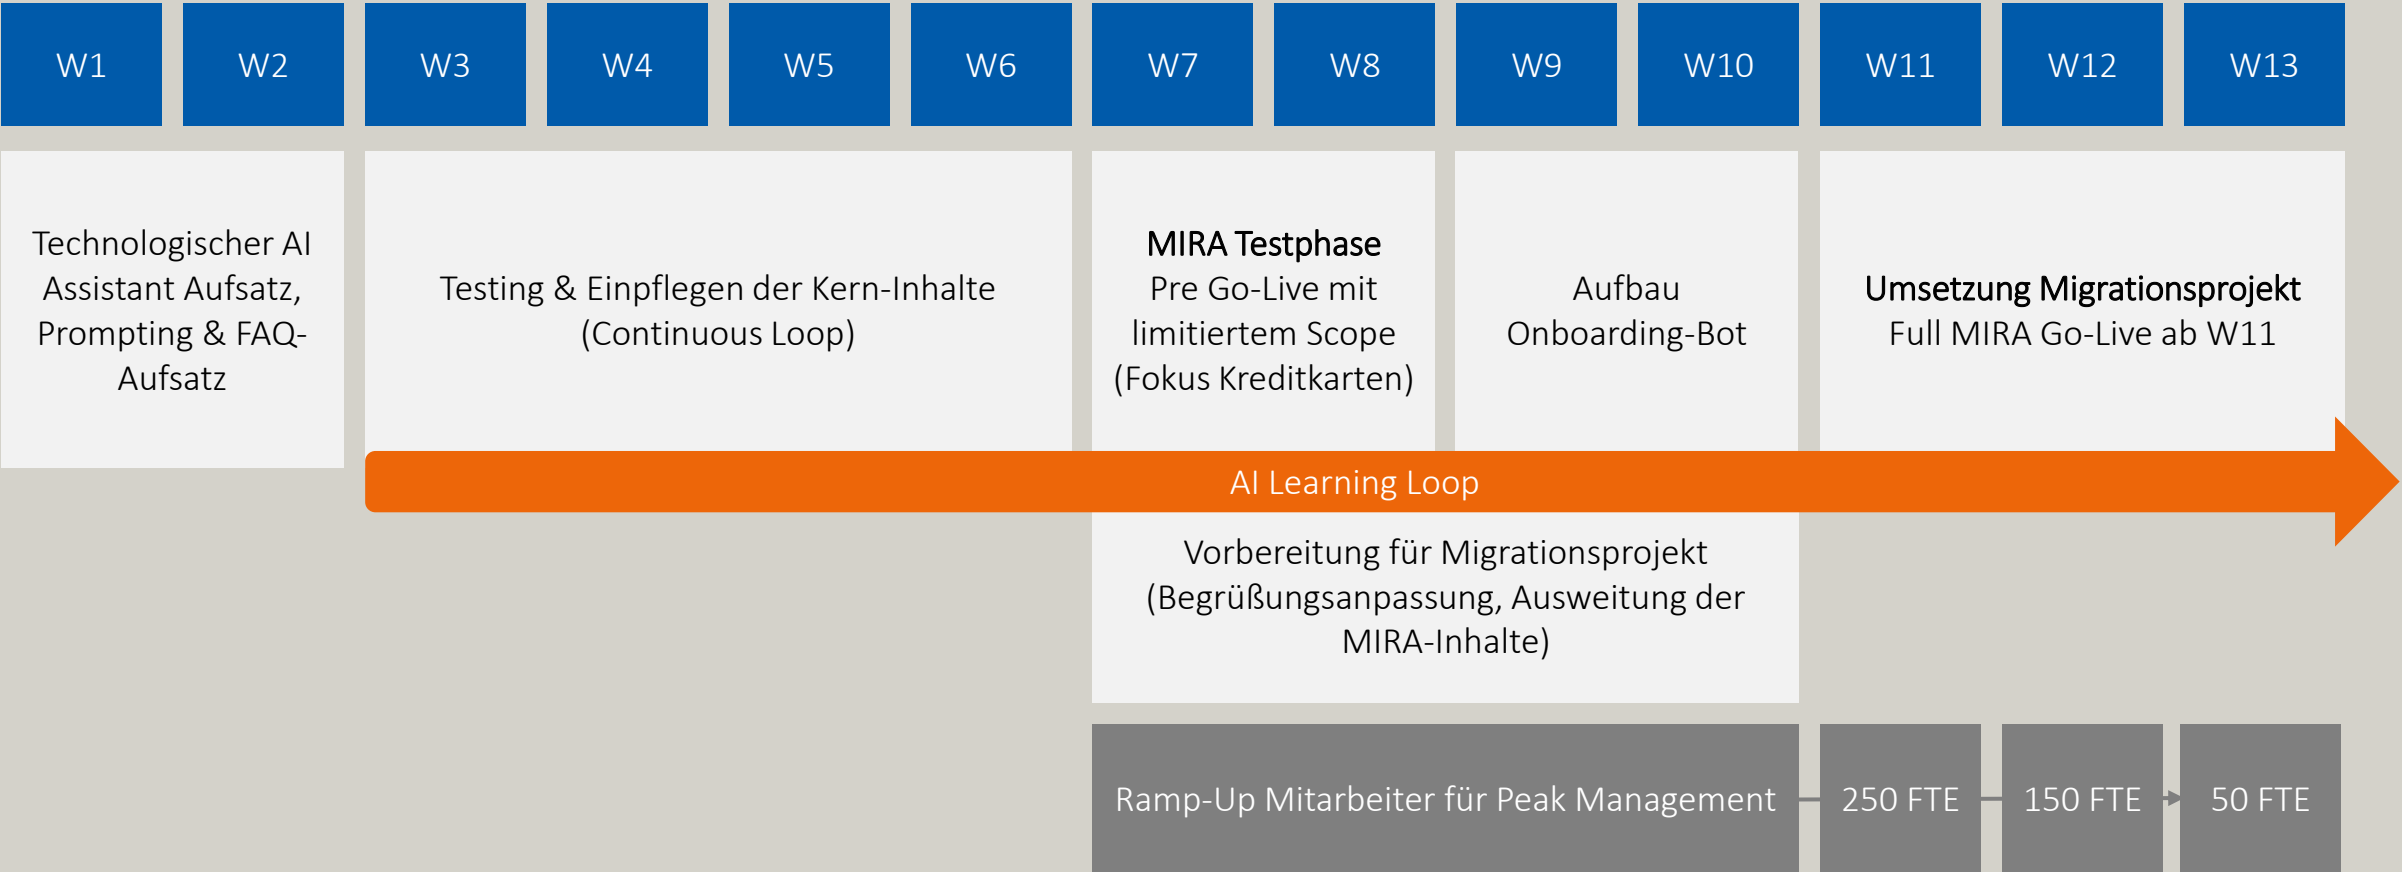 W1 W2 W3 W4 W5 W6 W7 W8 W9 W10 W11 W12 W13
Technologischer AI
Assistant Aufsatz,
Prompting & FAQ-
Aufsatz
Testing & Einpflegen der Kern-Inhalte
(Continuous Loop)
MIRA Testphase
Pre Go-Live mit
limitiertem Scope
(Fokus Kreditkarten)
Aufbau
Onboarding-Bot
Umsetzung Migrationsprojekt
Full MIRA Go-Live ab W11
AI Learning Loop
Vorbereitung für Migrationsprojekt
(Begrüßungsanpassung, Ausweitung der
MIRA-Inhalte)
Ramp-Up Mitarbeiter für Peak Management
250 FTE
150 FTE
50 FTE